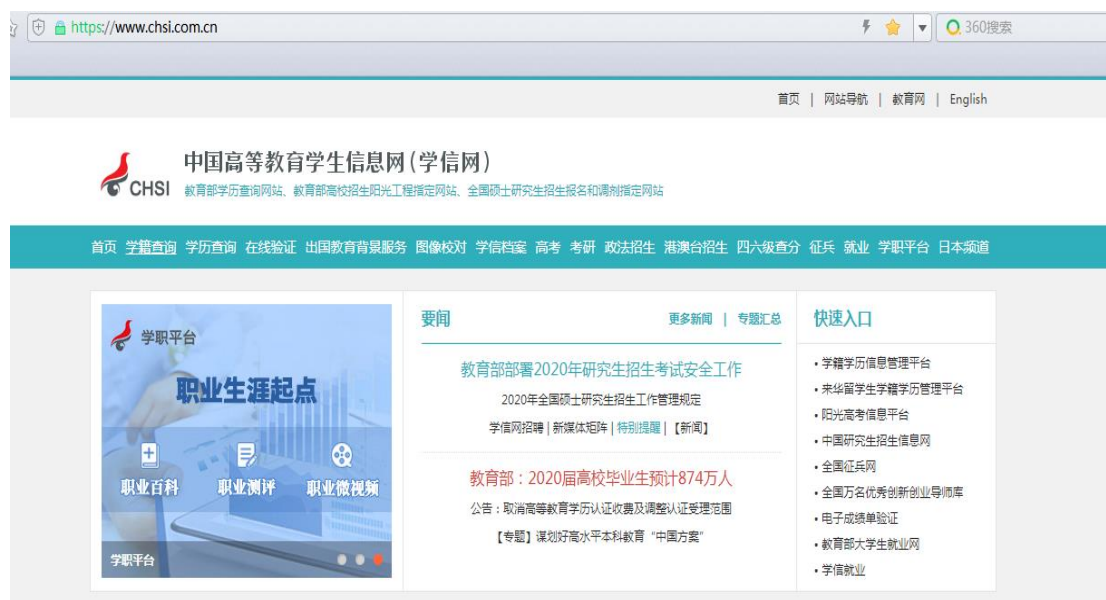 https://www.chsi.com.cn
360搜索
首页 | 网站导航 | 教育网 | English
CHSI
中国高等教育学生信息网(学信网)
教育部学历查询网站、教育部高校招生阳光工程指定网站、全国硕士研究生招生报名和调剂指定网站
首页 学籍查询 学历查询 在线验证 出国教育背景服务 图像校对 学信档案 高考 考研 政法招生 港澳台招生 四六级查分 征兵 就业 学职平台 日本频道
学职平台
职业生涯起点
职业百科 职业测评 职业微视频
学职平台
要闻
更多新闻 | 专题汇总
教育部部署2020年研究生招生考试安全工作
2020年全国硕士研究生招生工作管理规定
学信网招聘 | 新媒体矩阵 | 特别提醒 | 【新闻】
教育部：2020届高校毕业生预计874万人
公告：取消高等教育学历认证收费及调整认证受理范围
【专题】谋划好高水平本科教育“中国方案”
快速入口
• 学籍学历信息管理平台
• 来华留学生学籍学历管理平台
• 阳光高考信息平台
• 中国研究生招生信息网
• 全国征兵网
• 全国万名优秀创新创业导师库
• 电子成绩单验证
• 教育部大学生就业网
• 学信就业